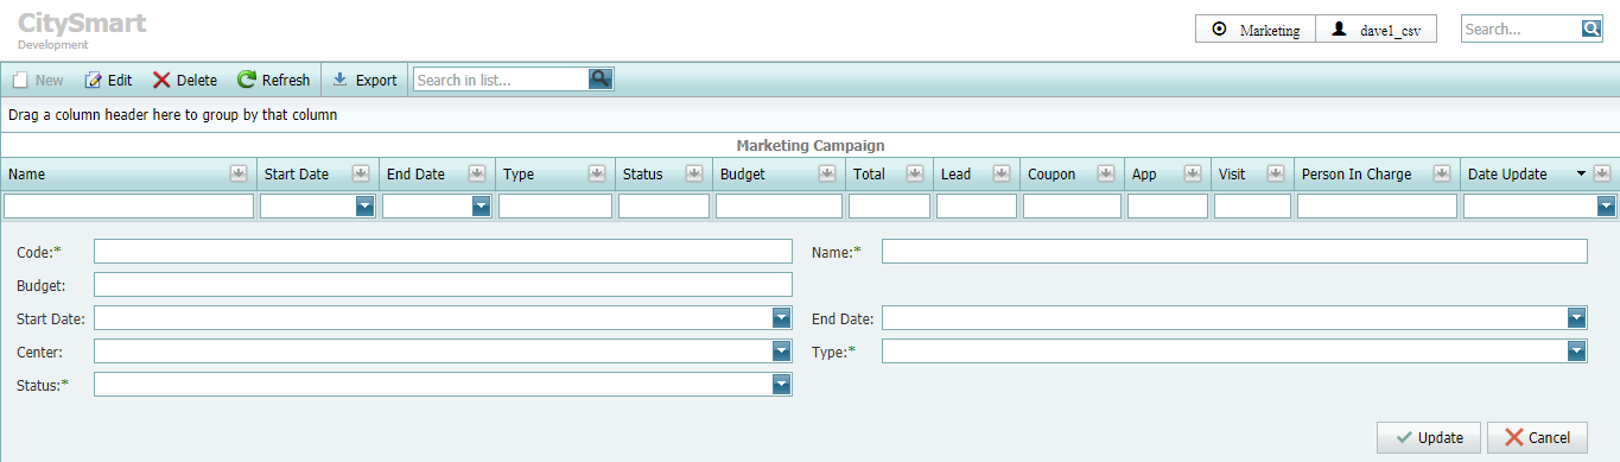 CitySmart
Development
Marketing dave1_csv Search...
New Edit Delete Refresh Export Search in list...
Drag a column header here to group by that column
Marketing Campaign
Name Start Date End Date Type Status Budget Total Lead Coupon App Visit Person In Charge Date Update
Code:* Name:*
Budget:
Start Date: End Date:
Center: Type:*
Status:*
Update Cancel